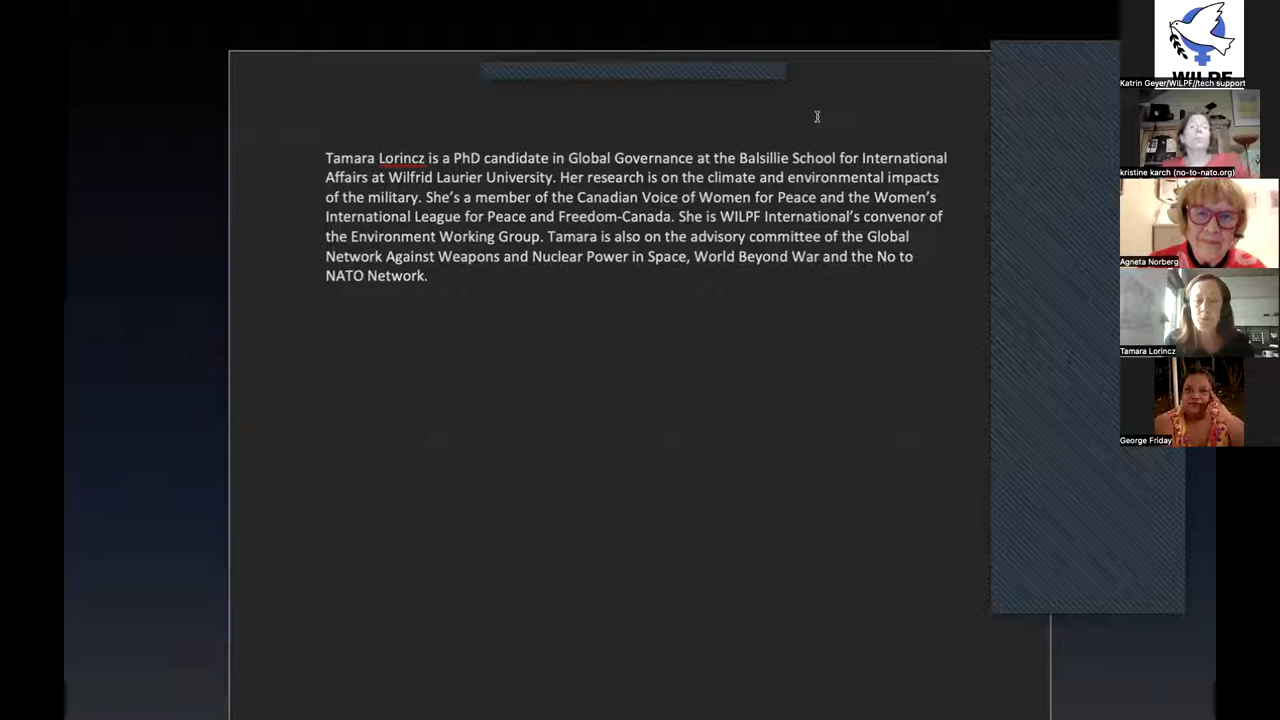 Tamara Lorincz is a PhD candidate in Global Governance at the Balsillie School for International
Affairs at Wilfrid Laurier University. Her research is on the climate and environmental impacts
of the military. She's a member of the Canadian Voice of Women for Peace and the Women's
International League for Peace and Freedom-Canada. She is WILPF International's convenor of
the Environment Working Group. Tamara is also on the advisory committee of the Global
Network Against Weapons and Nuclear Power in Space, World Beyond War and the No to
NATO Network.
WILPF
Katrin Geyer/WILPF//tech support
kristine karch (no-to-nato.org)
Agneta Norberg
Tamara Lorincz
George Friday